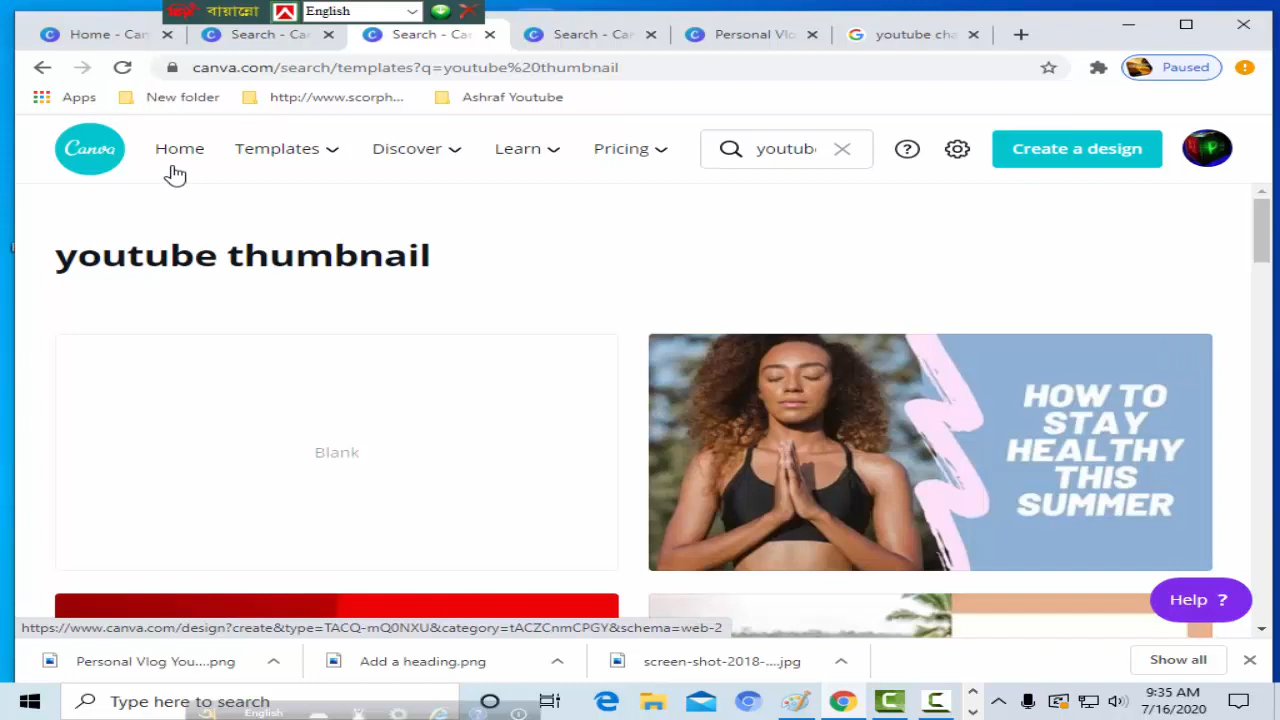 বায়ান্নো English
Home - Can
Search - Ca
Search - Ca
Search - Ca
Personal Vlo
youtube cha
canva.com/search/templates?q=youtube%20thumbnail
Paused
Apps
New folder
http://www.scorph...
Ashraf Youtube
Canva
Home
Templates
Discover
Learn
Pricing
youtub
Create a design
youtube thumbnail
Blank
HOW TO
STAY
HEALTHY
THIS
SUMMER
Help ?
https://www.canva.com/design?create&type=TACQ-mQ0NXU&category=tACZCnmCPGY&schema=web-2
Personal Vlog You....png
Add a heading.png
screen-shot-2018-....jpg
Show all
Type here to search
English
9:35 AM
7/16/2020